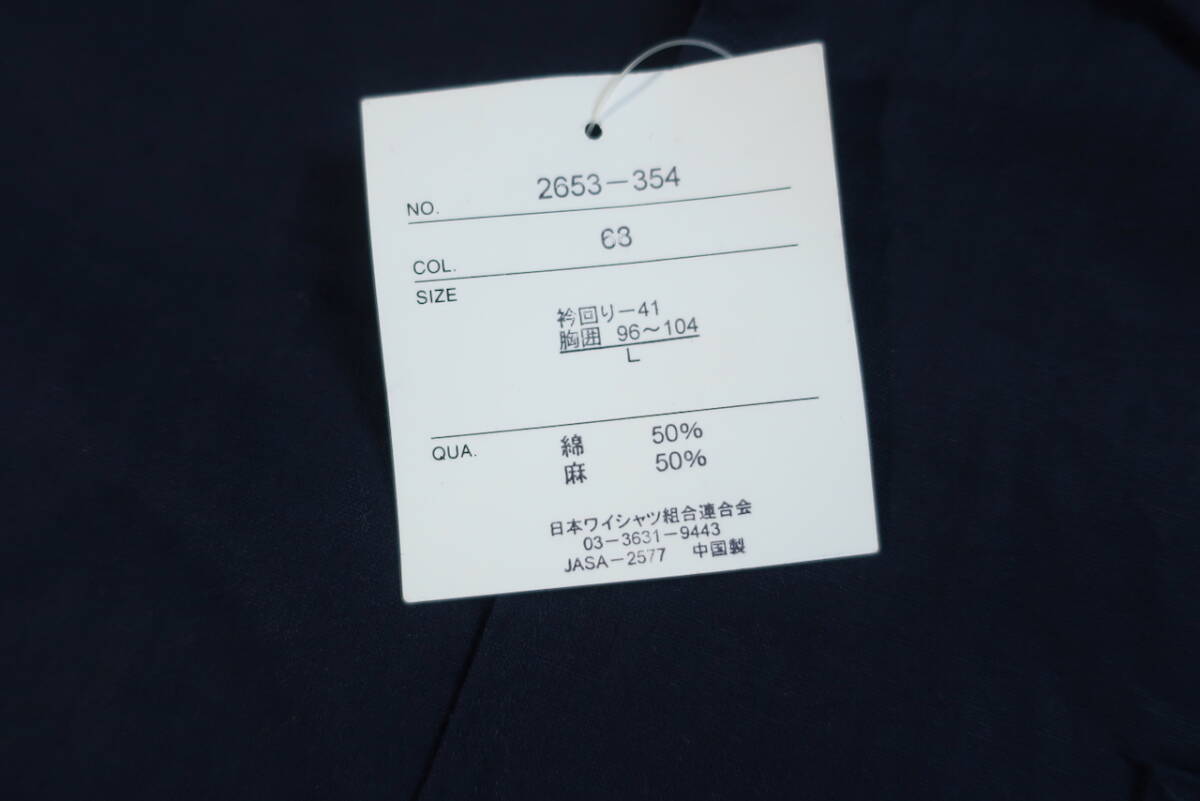 NO. 2653−354
COL. 63
SIZE
衿回り−41
胸囲 96〜104
L
QUA. 綿 50%
麻 50%
日本ワイシャツ組合連合会
03−3631−9443
JASA−2577 中国製